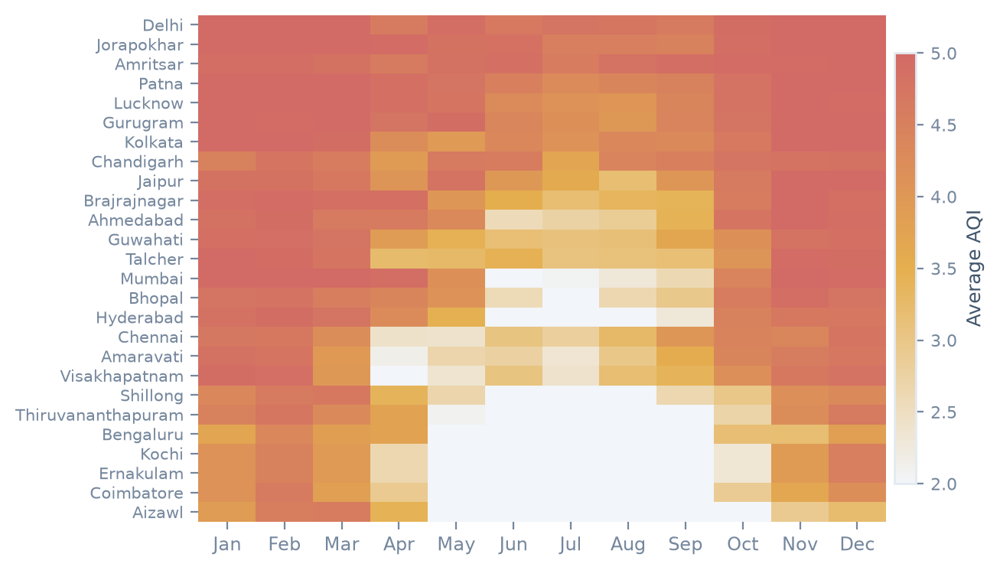 Delhi
Jorapokhar
Amritsar
Patna
Lucknow
Gurugram
Kolkata
Chandigarh
Jaipur
Brajrajnagar
Ahmedabad
Guwahati
Talcher
Mumbai
Bhopal
Hyderabad
Chennai
Amaravati
Visakhapatnam
Shillong
Thiruvananthapuram
Bengaluru
Kochi
Ernakulam
Coimbatore
Aizawl
Jan Feb Mar Apr May Jun Jul Aug Sep Oct Nov Dec
5.0
4.5
4.0
3.5
3.0
2.5
2.0
Average AQI